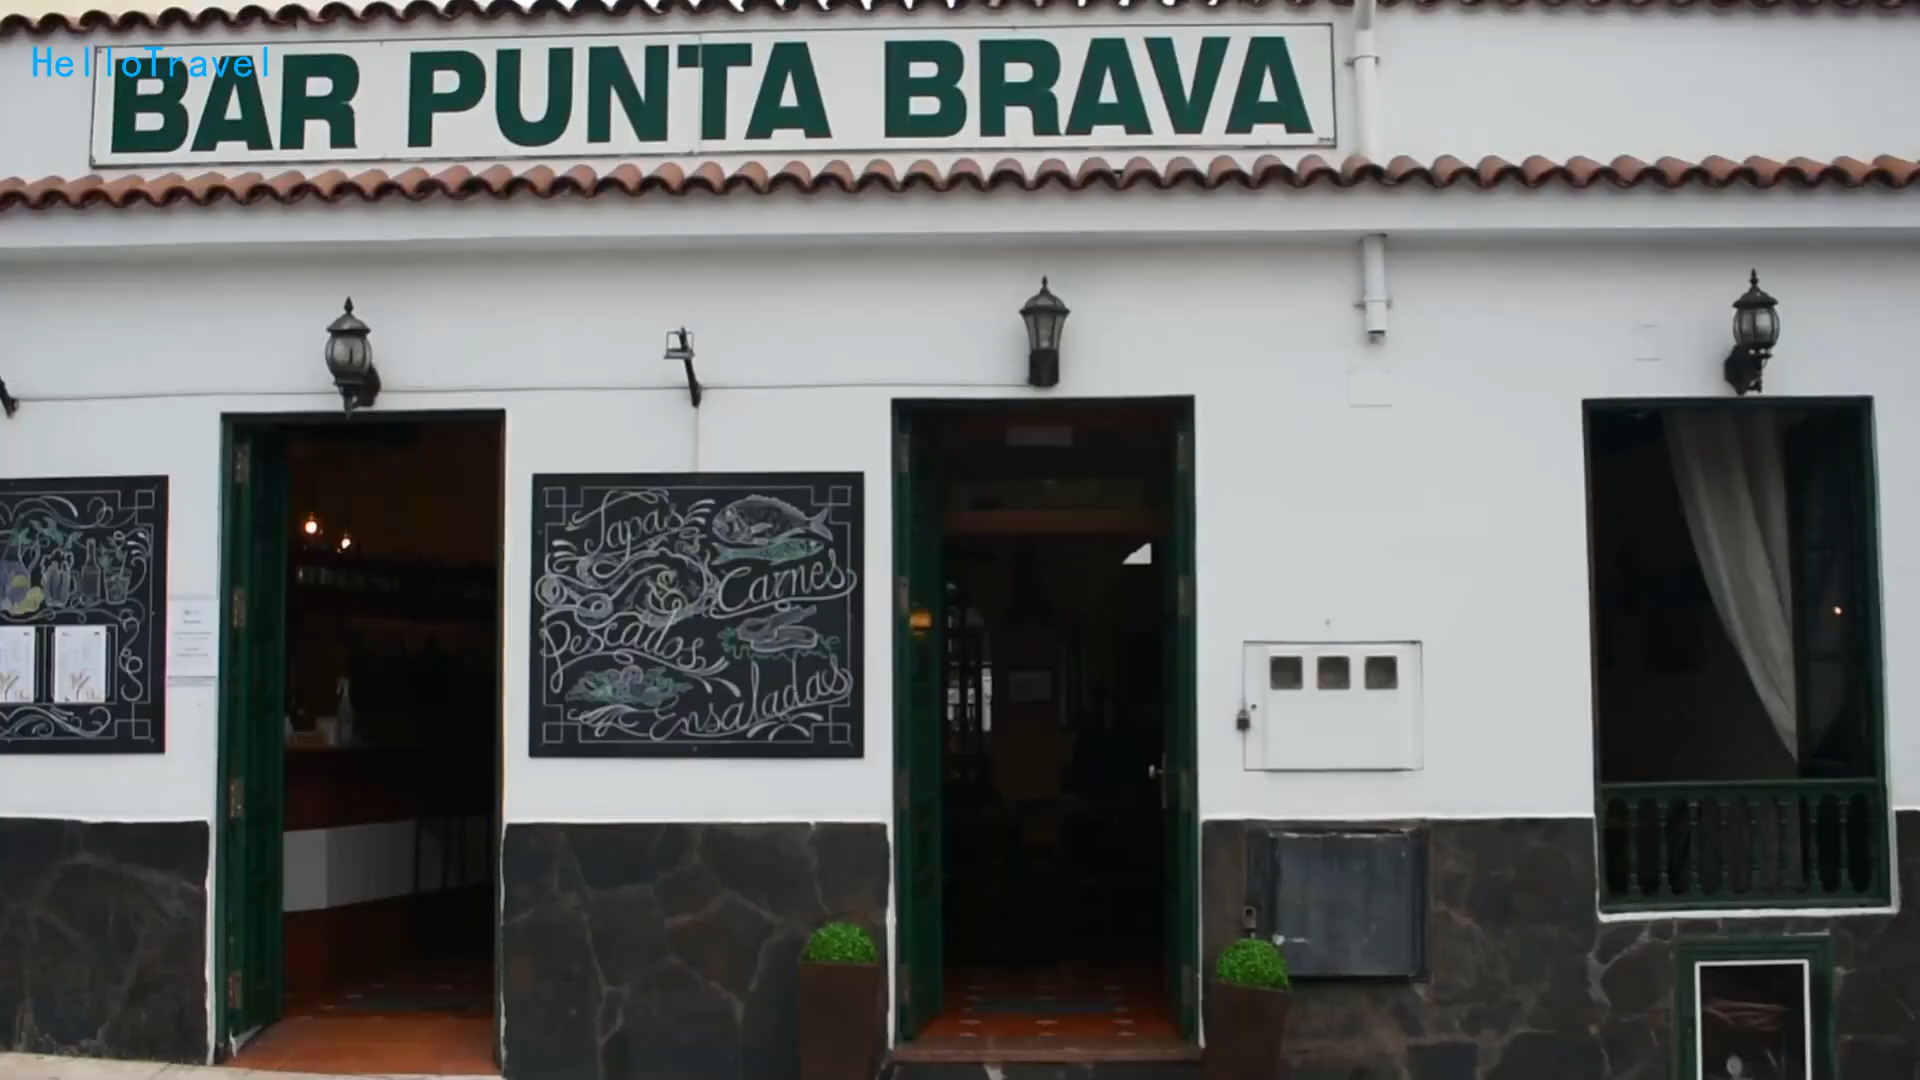 HelloTravel
BAR PUNTA BRAVA
Tapas
Carnes
Pescados
Ensaladas